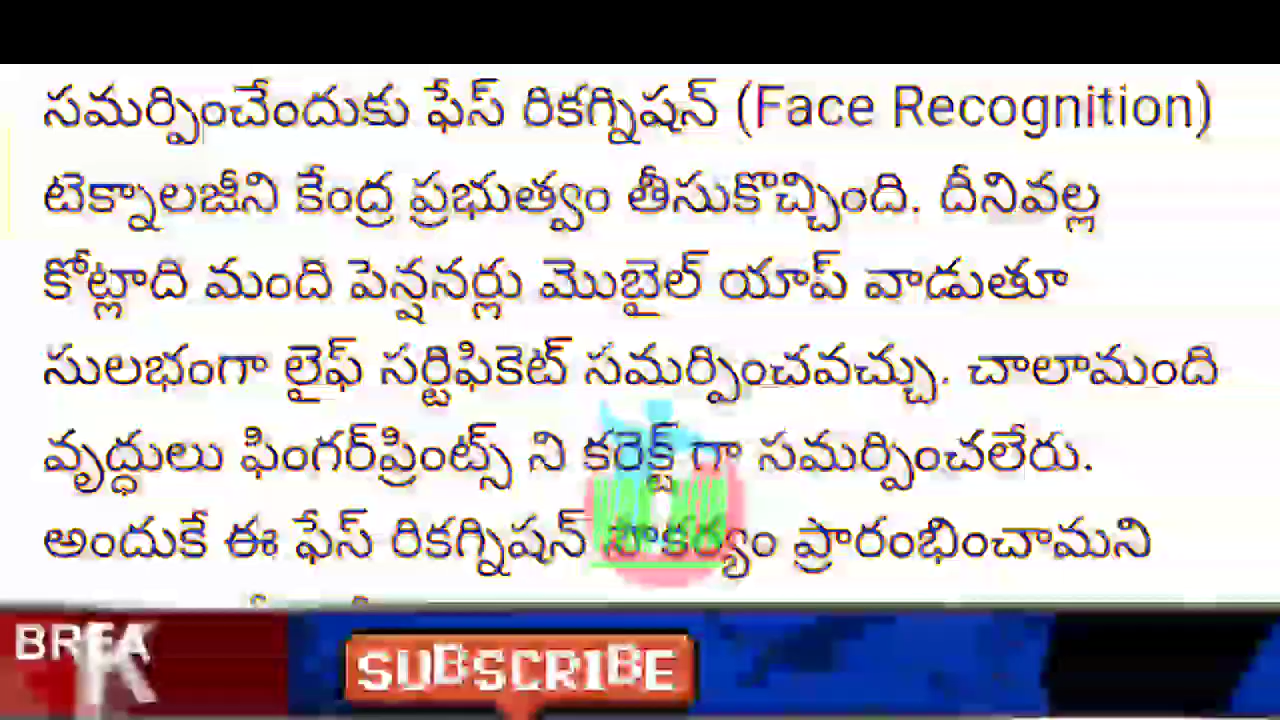 సమర్పించేందుకు ఫేస్ రికగ్నిషన్ (Face Recognition)
టెక్నాలజీని కేంద్ర ప్రభుత్వం తీసుకొచ్చింది. దీనివల్ల
కోట్లాది మంది పెన్షనర్లు మొబైల్ యాప్ వాడుతూ
సులభంగా లైఫ్ సర్టిఫికెట్ సమర్పించవచ్చు. చాలామంది
వృద్ధులు ఫింగర్‌ప్రింట్స్ ని కరెక్ట్ గా సమర్పించలేరు.
అందుకే ఈ ఫేస్ రికగ్నిషన్ సౌకర్యం ప్రారంభించామని
BREAK
SUBSCRIBE